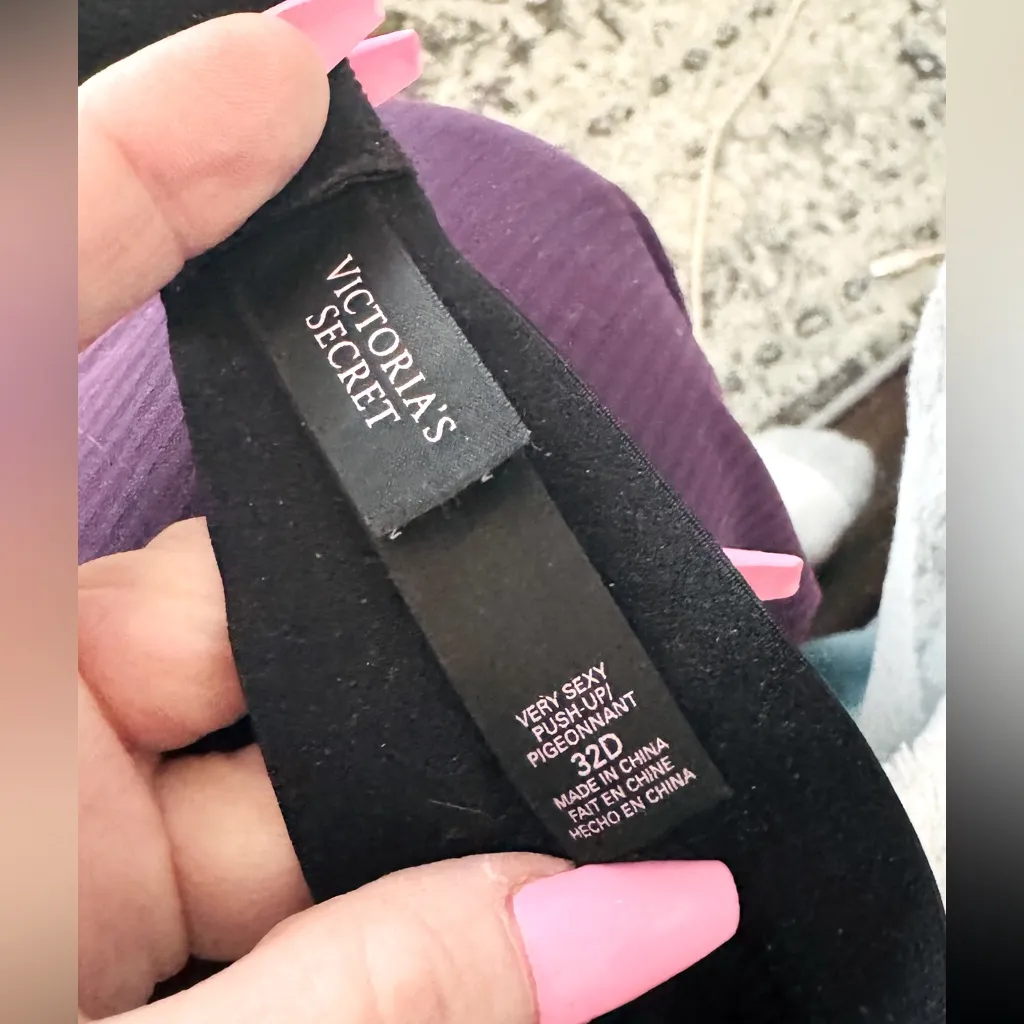 VICTORIA'S
SECRET
VERY SEXY
PUSH-UP/
PIGEONNANT
32D
MADE IN CHINA
FAIT EN CHINE
HECHO EN CHINA